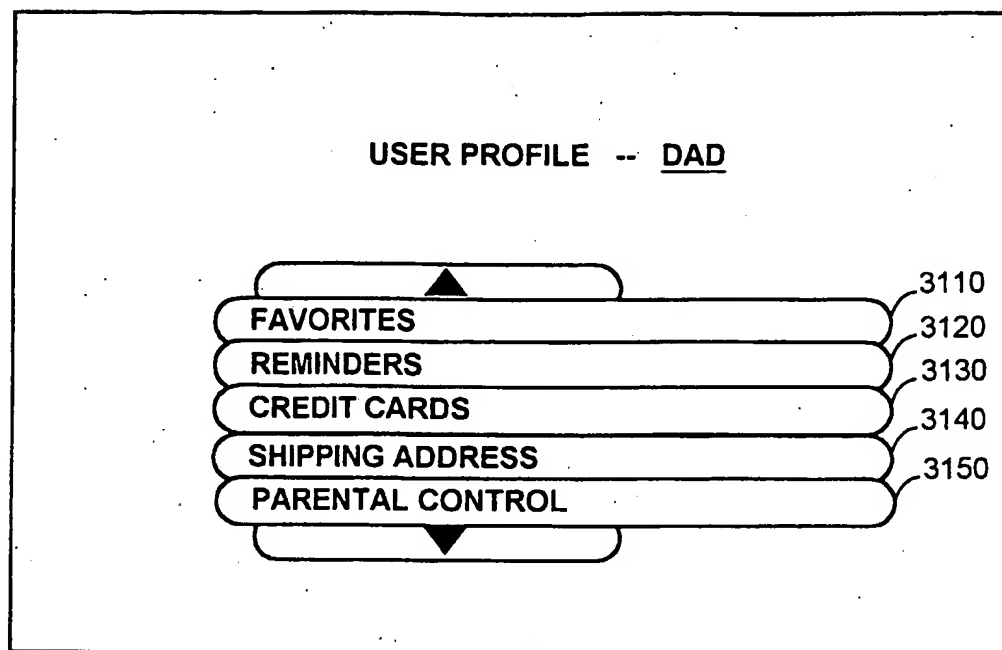 USER PROFILE -- DAD
FAVORITES 3110
REMINDERS 3120
CREDIT CARDS 3130
SHIPPING ADDRESS 3140
PARENTAL CONTROL 3150